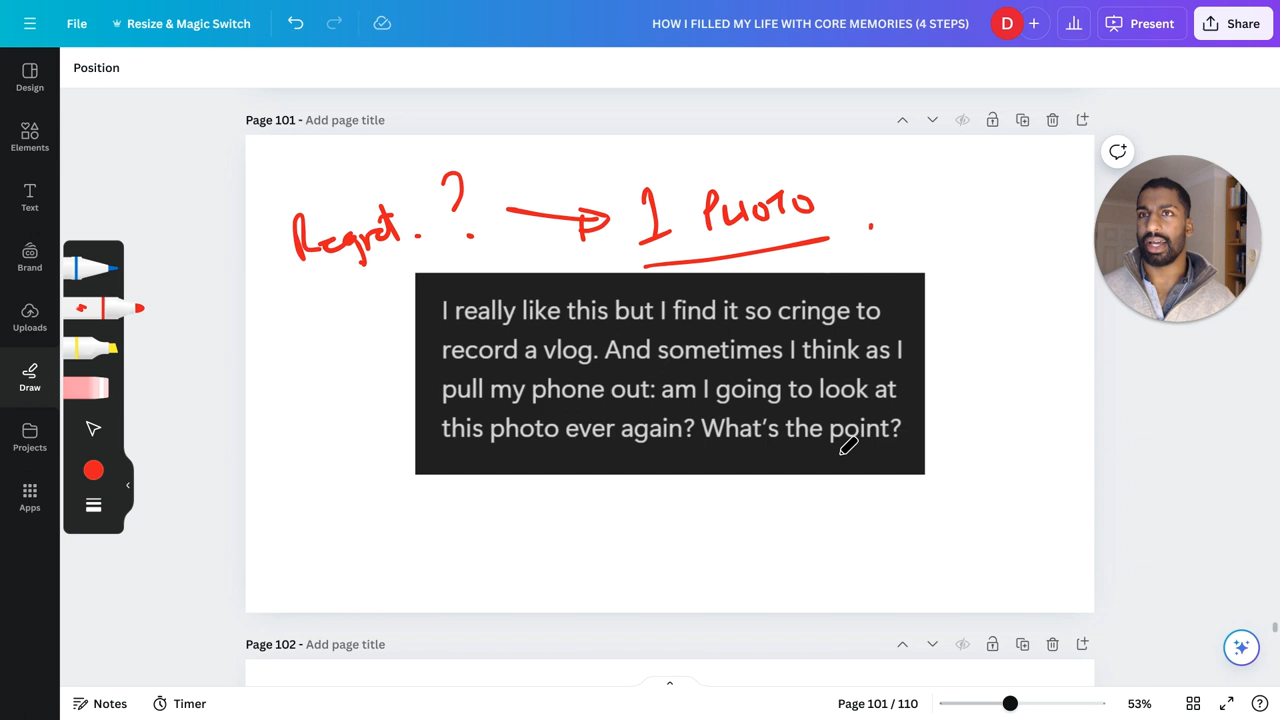 File
Resize & Magic Switch
HOW I FILLED MY LIFE WITH CORE MEMORIES (4 STEPS)
D
Present
Share
Position
Design
Elements
Text
Brand
Uploads
Draw
Projects
Apps
Page 101 - Add page title
Regret. ? → 1 PHOTO .
I really like this but I find it so cringe to
record a vlog. And sometimes I think as I
pull my phone out: am I going to look at
this photo ever again? What's the point?
Page 102 - Add page title
Notes
Timer
Page 101 / 110
53%